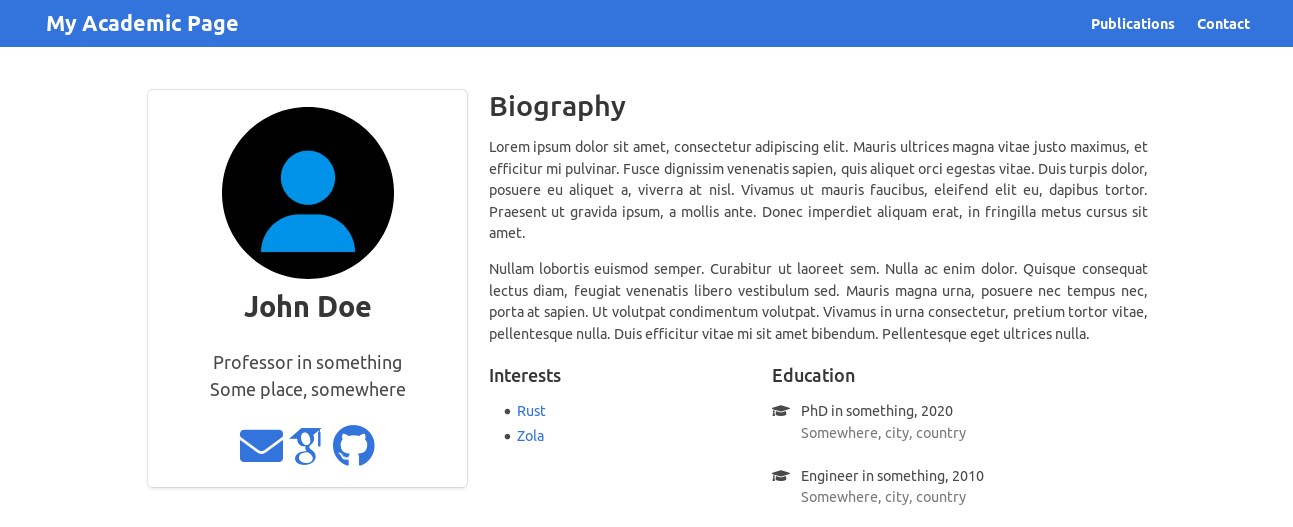 My Academic Page
Publications
Contact
John Doe
Professor in something
Some place, somewhere
Biography
Lorem ipsum dolor sit amet, consectetur adipiscing elit. Mauris ultrices magna vitae justo maximus, et
efficitur mi pulvinar. Fusce dignissim venenatis sapien, quis aliquet orci egestas vitae. Duis turpis dolor,
posuere eu aliquet a, viverra at nisl. Vivamus ut mauris faucibus, eleifend elit eu, dapibus tortor.
Praesent ut gravida ipsum, a mollis ante. Donec imperdiet aliquam erat, in fringilla metus cursus sit
amet.
Nullam lobortis euismod semper. Curabitur ut laoreet sem. Nulla ac enim dolor. Quisque consequat
lectus diam, feugiat venenatis libero vestibulum sed. Mauris magna urna, posuere nec tempus nec,
porta at sapien. Ut volutpat condimentum volutpat. Vivamus in urna consectetur, pretium tortor vitae,
pellentesque nulla. Duis efficitur vitae mi sit amet bibendum. Pellentesque eget ultrices nulla.
Interests
Rust
Zola
Education
PhD in something, 2020
Somewhere, city, country
Engineer in something, 2010
Somewhere, city, country